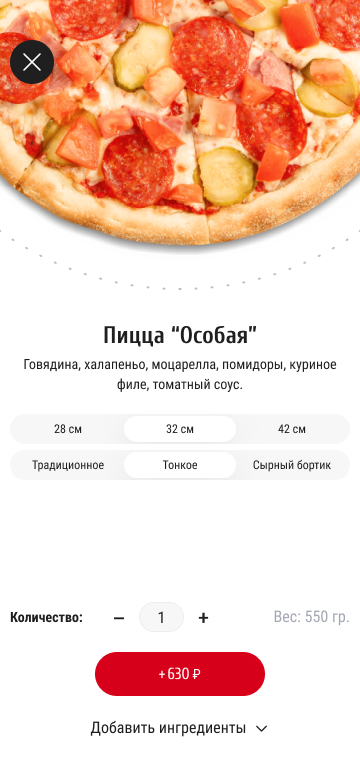 Пицца “Особая”
Говядина, халапеньо, моцарелла, помидоры, куриное
филе, томатный соус.
28 см 32 см 42 см
Традиционное Тонкое Сырный бортик
Количество: – 1 + Вес: 550 гр.
+ 630 ₽
Добавить ингредиенты